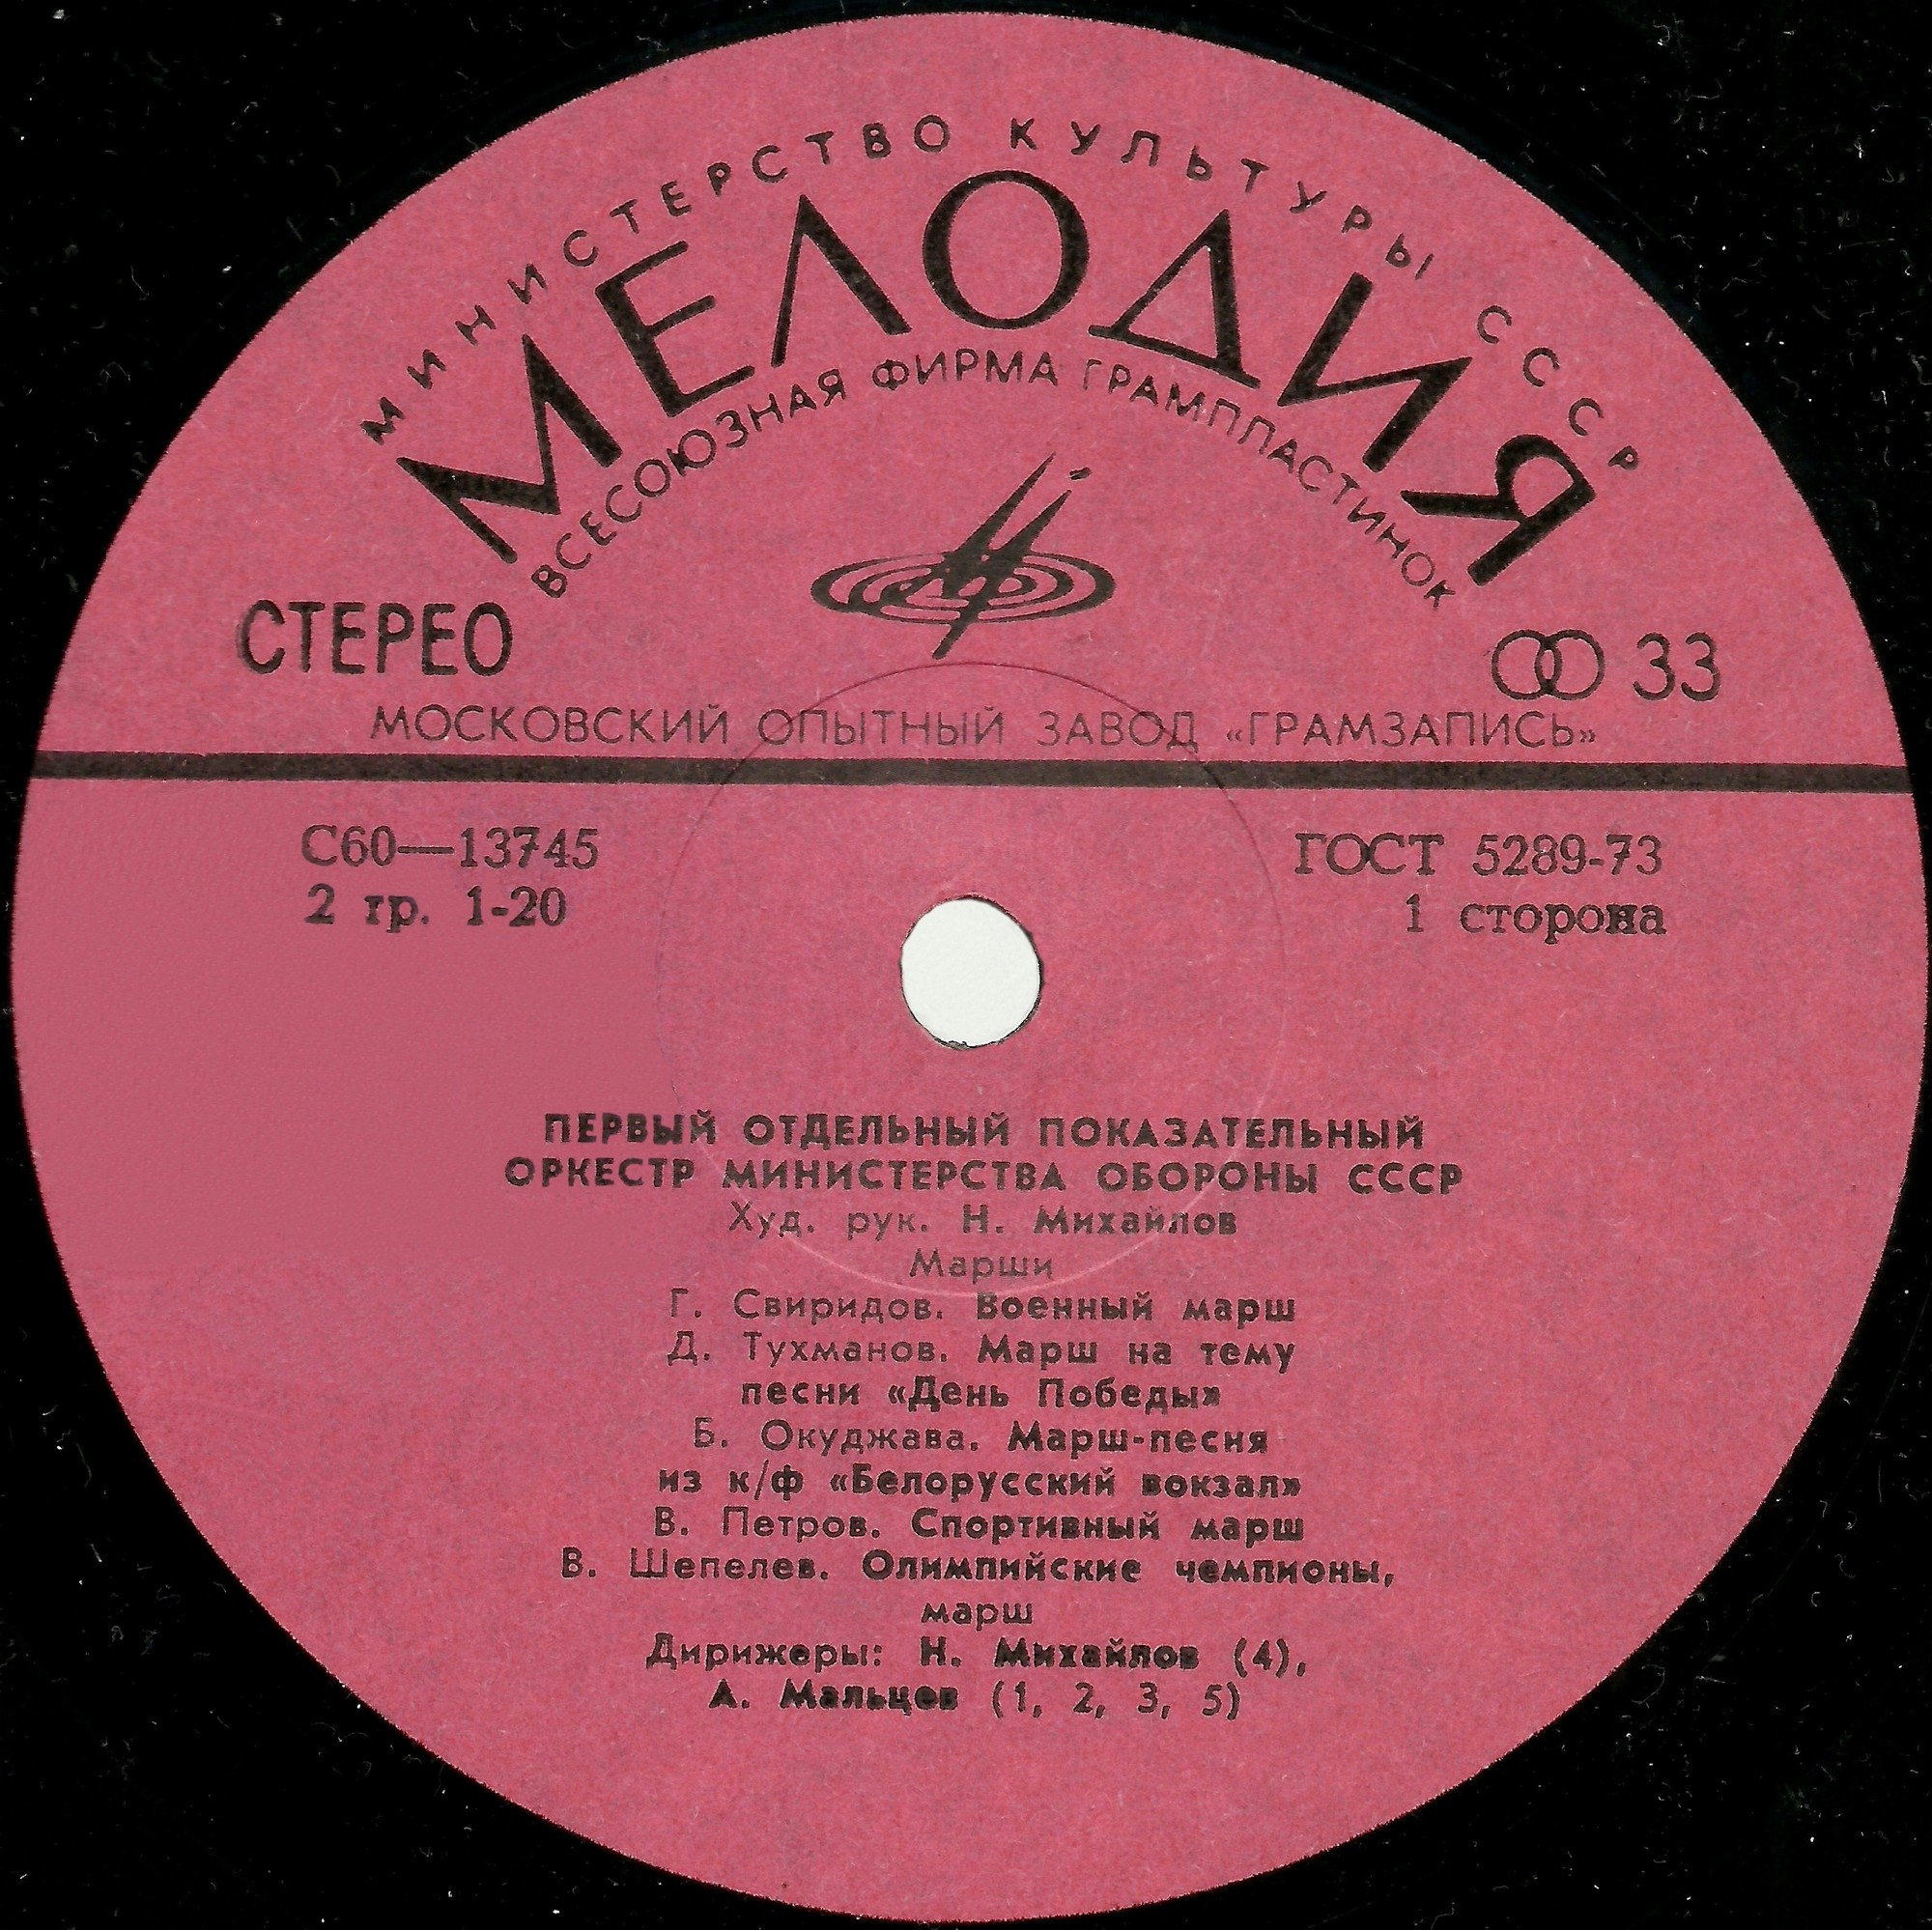 МИНИСТЕРСТВО КУЛЬТУРЫ СССР
МЕЛОДИЯ
ВСЕСОЮЗНАЯ ФИРМА ГРАМПЛАСТИНОК
СТЕРЕО
33
МОСКОВСКИЙ ОПЫТНЫЙ ЗАВОД «ГРАМЗАПИСЬ»
С60—13745
ГОСТ 5289-73
2 гр. 1-20
1 сторона
ПЕРВЫЙ ОТДЕЛЬНЫЙ ПОКАЗАТЕЛЬНЫЙ
ОРКЕСТР МИНИСТЕРСТВА ОБОРОНЫ СССР
Худ. рук. Н. Михайлов
Марши
Г. Свиридов. Военный марш
Д. Тухманов. Марш на тему
песни «День Победы»
Б. Окуджава. Марш-песня
из к/ф «Белорусский вокзал»
В. Петров. Спортивный марш
В. Шепелев. Олимпийские чемпионы,
марш
Дирижеры: Н. Михайлов (4),
А. Мальцев (1, 2, 3, 5)